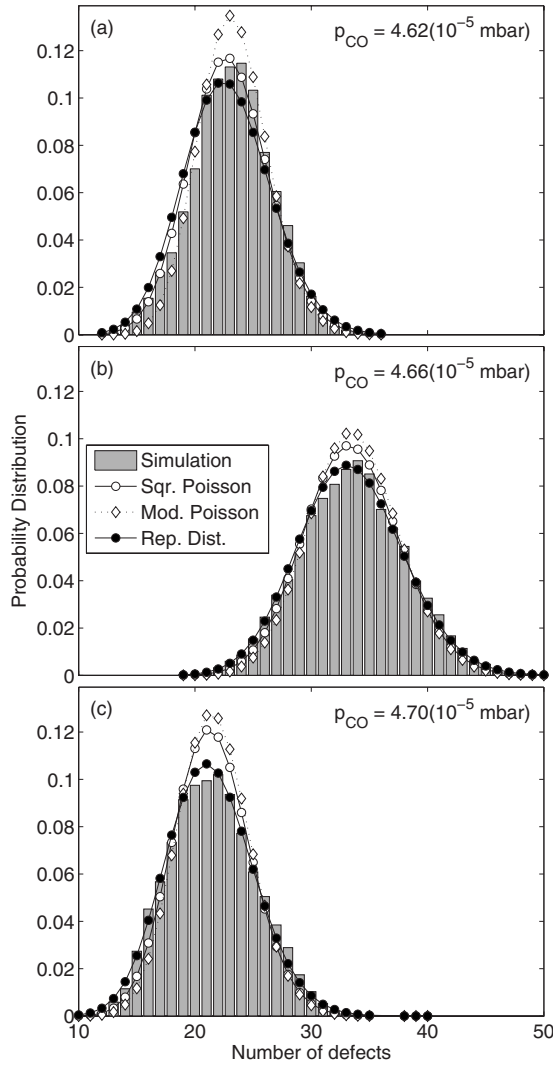 (a)
p_CO = 4.62(10^-5 mbar)
0.12
0.1
0.08
0.06
0.04
0.02
0
(b)
p_CO = 4.66(10^-5 mbar)
0.12
0.1
0.08
0.06
0.04
0.02
0
Probability Distribution
Simulation
Sqr. Poisson
Mod. Poisson
Rep. Dist.
(c)
p_CO = 4.70(10^-5 mbar)
0.12
0.1
0.08
0.06
0.04
0.02
0
10 20 30 40 50
Number of defects